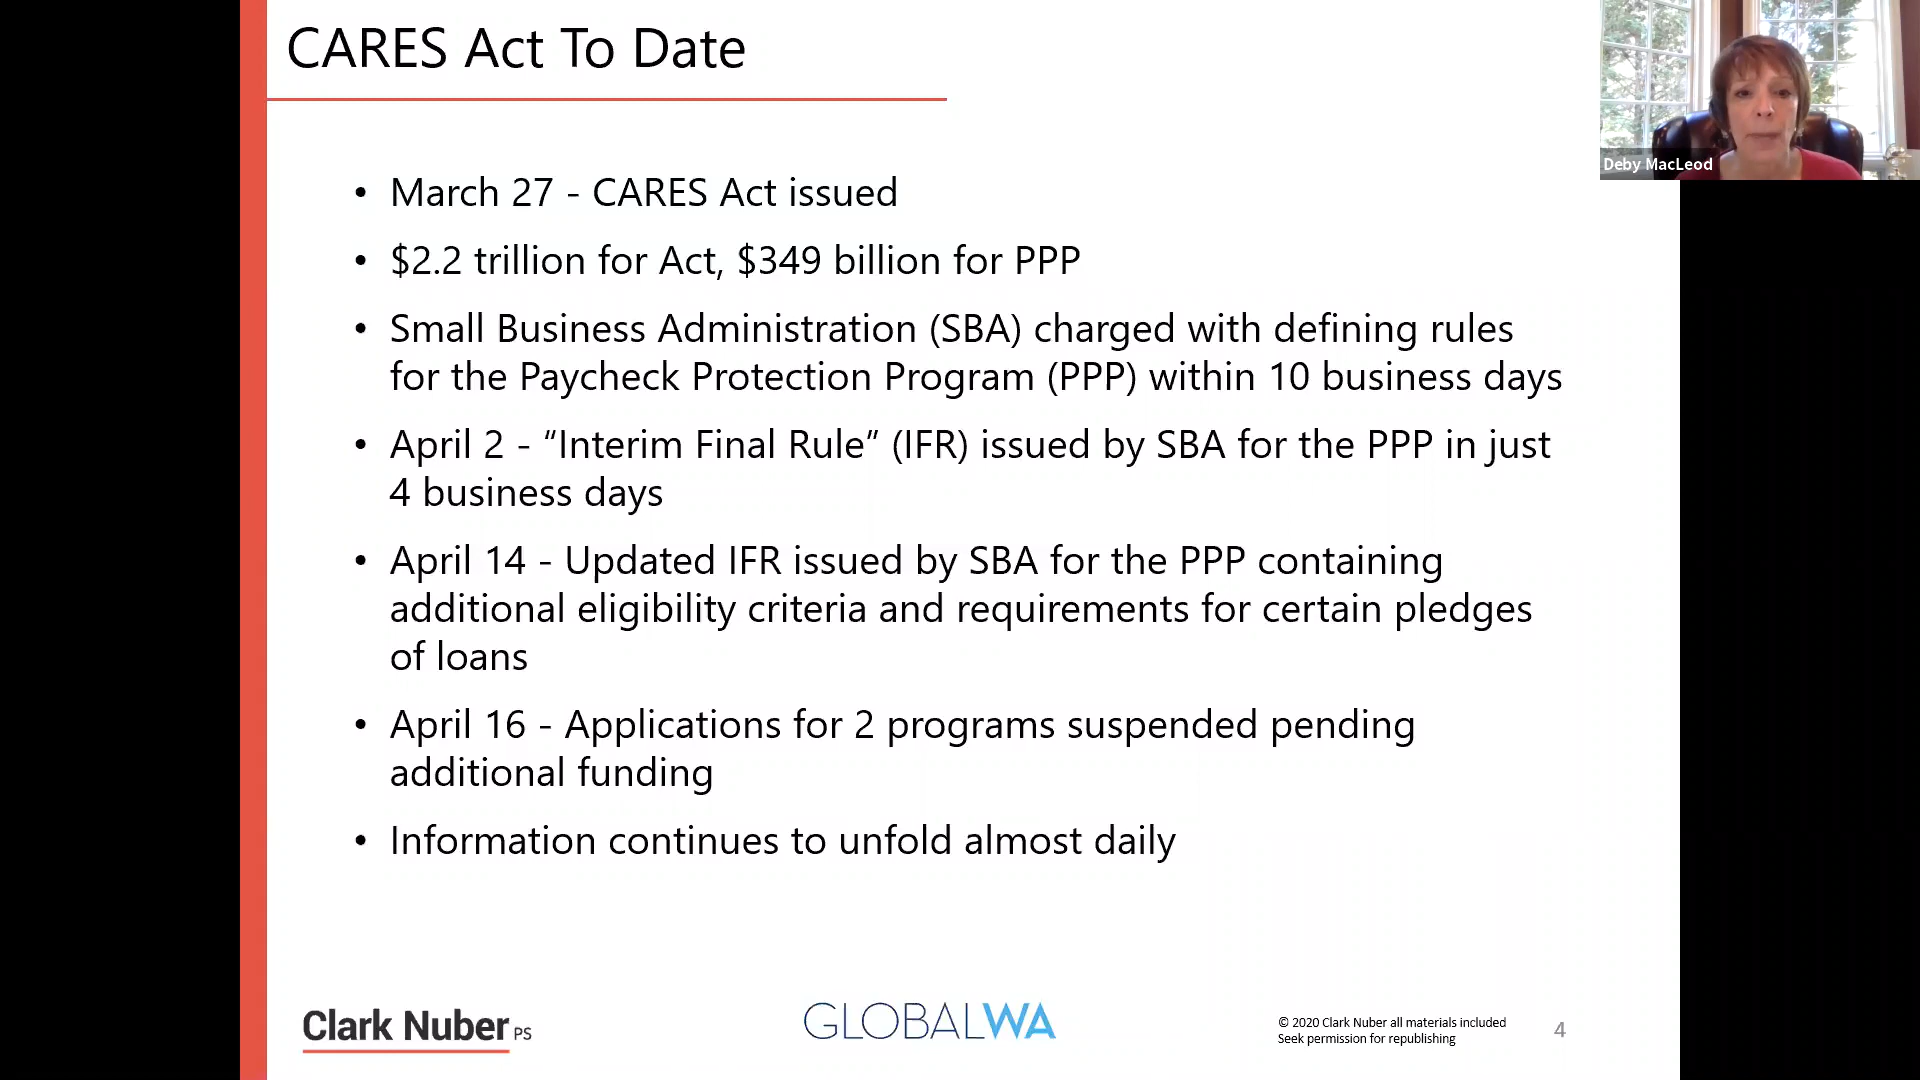 CARES Act To Date
Deby MacLeod
• March 27 - CARES Act issued
• $2.2 trillion for Act, $349 billion for PPP
• Small Business Administration (SBA) charged with defining rules
for the Paycheck Protection Program (PPP) within 10 business days
• April 2 - “Interim Final Rule” (IFR) issued by SBA for the PPP in just
4 business days
• April 14 - Updated IFR issued by SBA for the PPP containing
additional eligibility criteria and requirements for certain pledges
of loans
• April 16 - Applications for 2 programs suspended pending
additional funding
• Information continues to unfold almost daily
Clark Nuber PS
GLOBALWA
© 2020 Clark Nuber all materials included
Seek permission for republishing
4